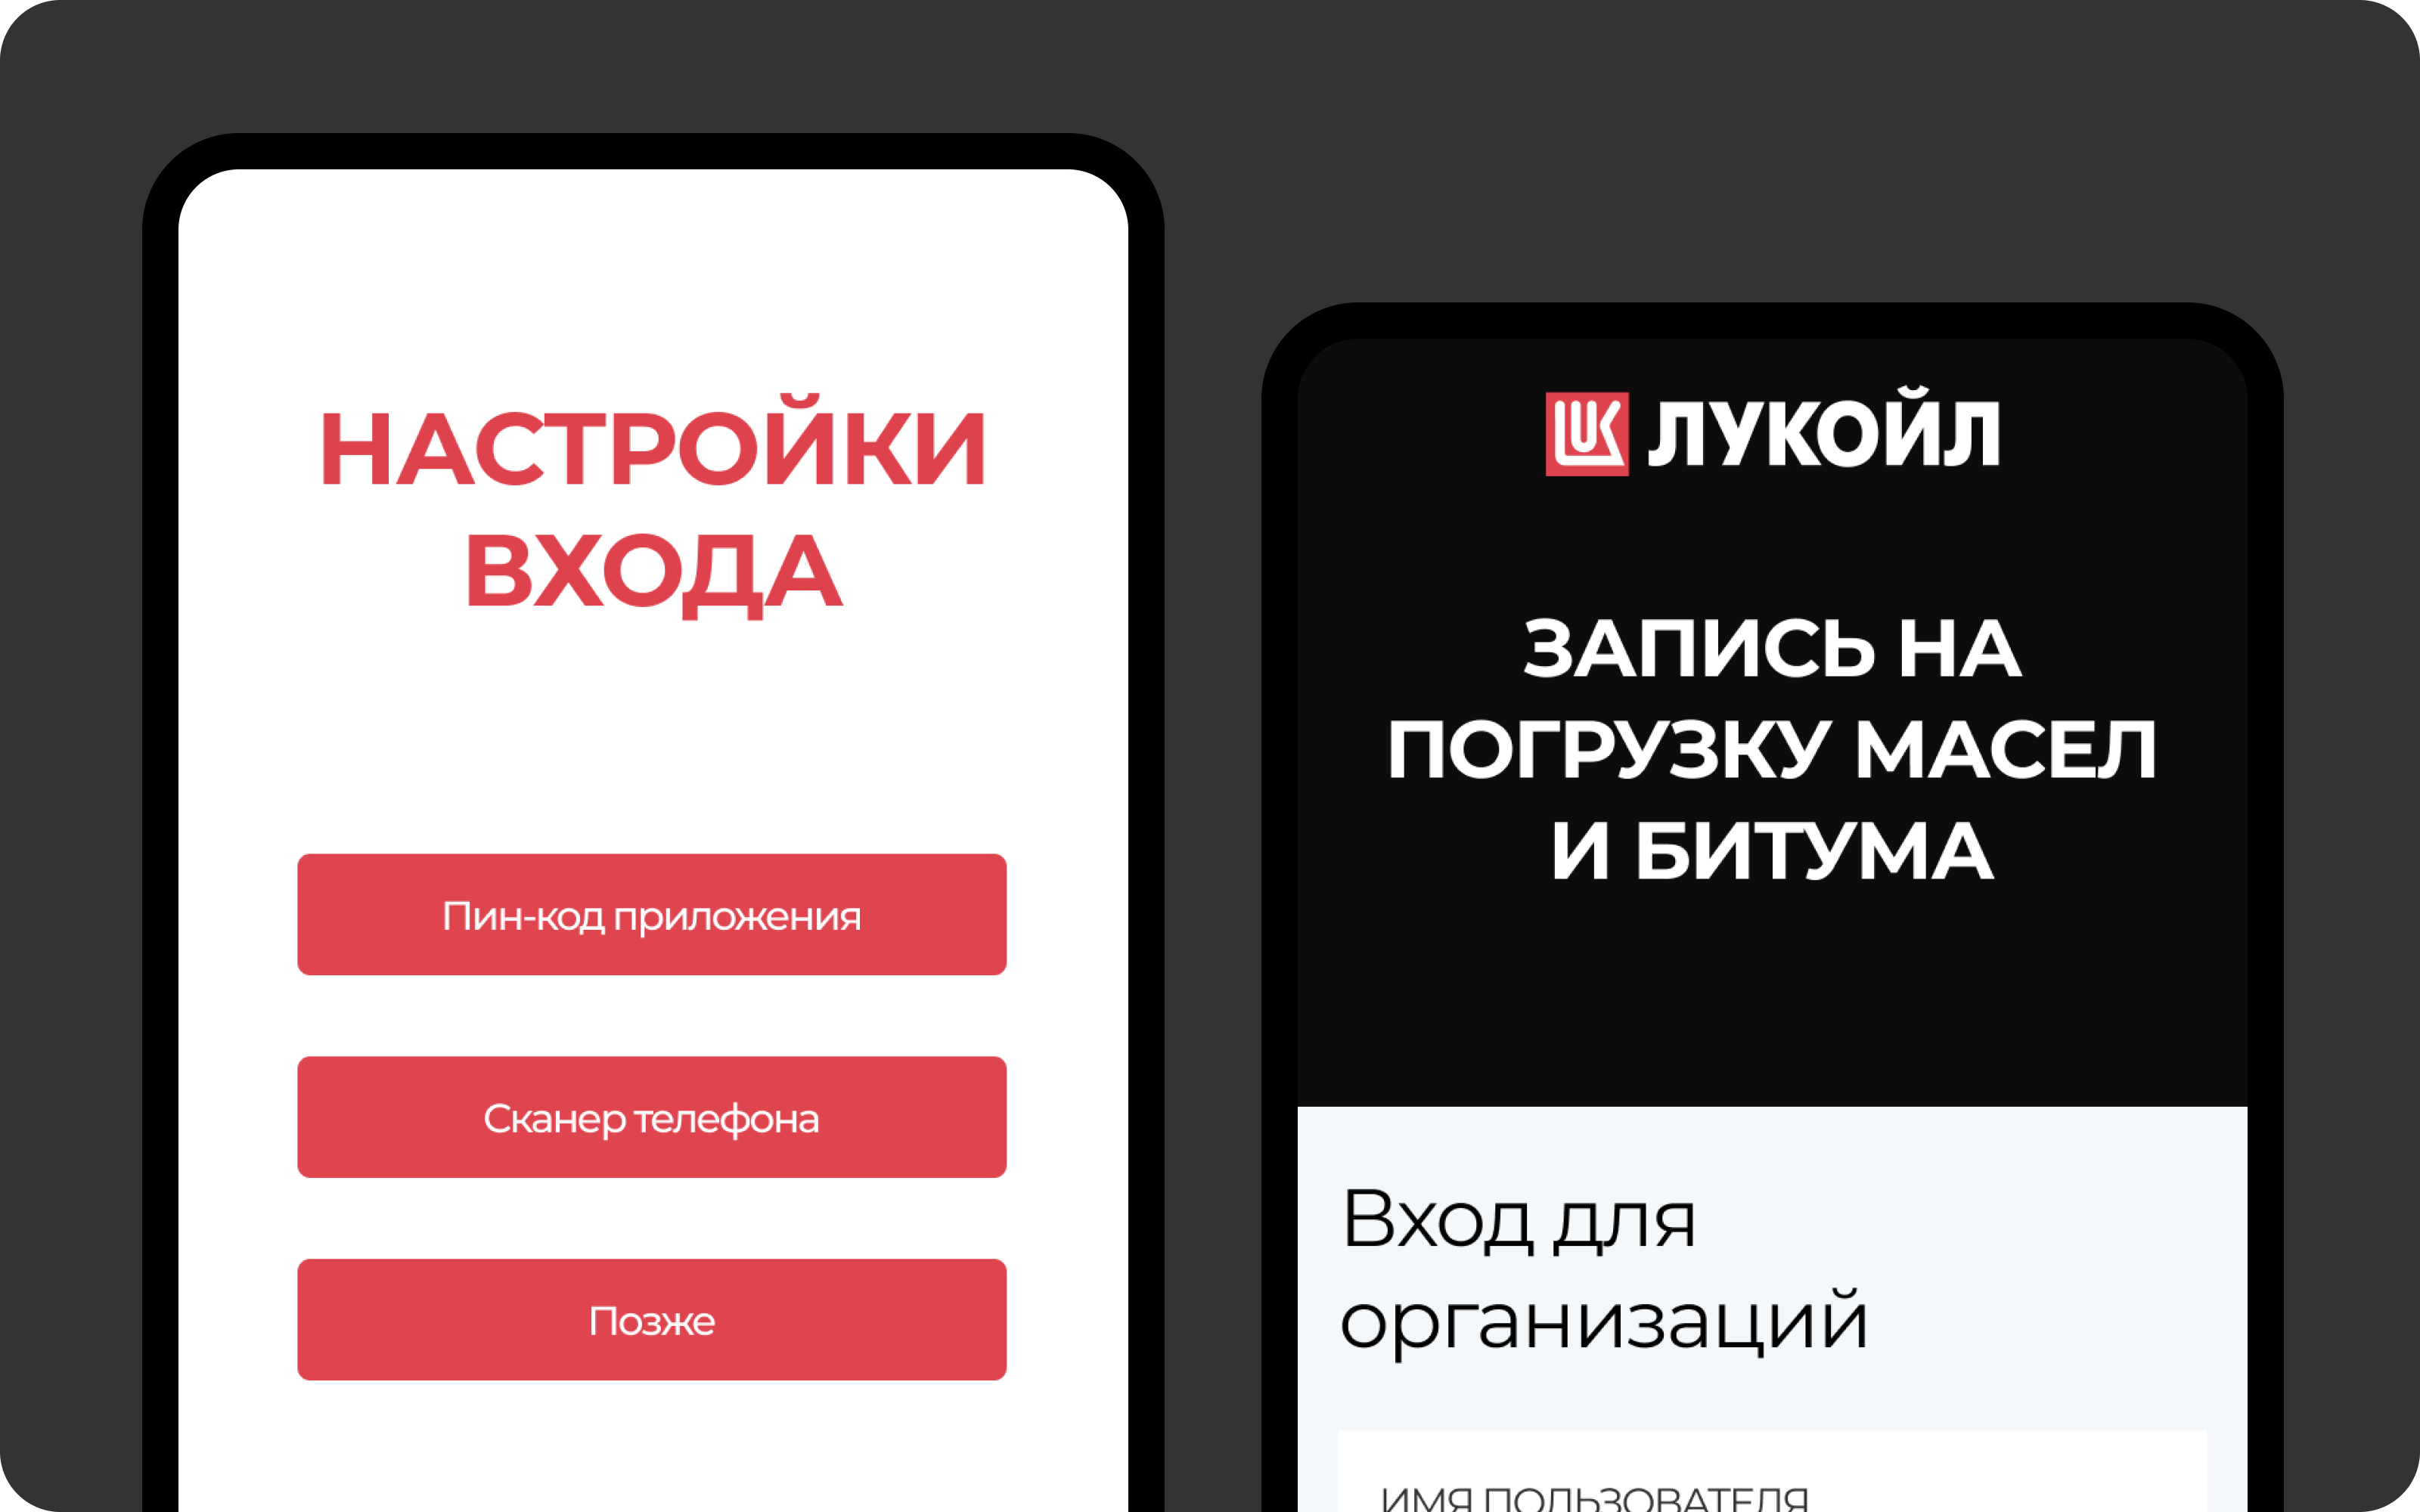 НАСТРОЙКИ
ВХОДА
Пин-код приложения
Сканер телефона
Позже
ЛУКОЙЛ
ЗАПИСЬ НА
ПОГРУЗКУ МАСЕЛ
И БИТУМА
Вход для
организаций
ИМЯ ПОЛЬЗОВАТЕЛЯ